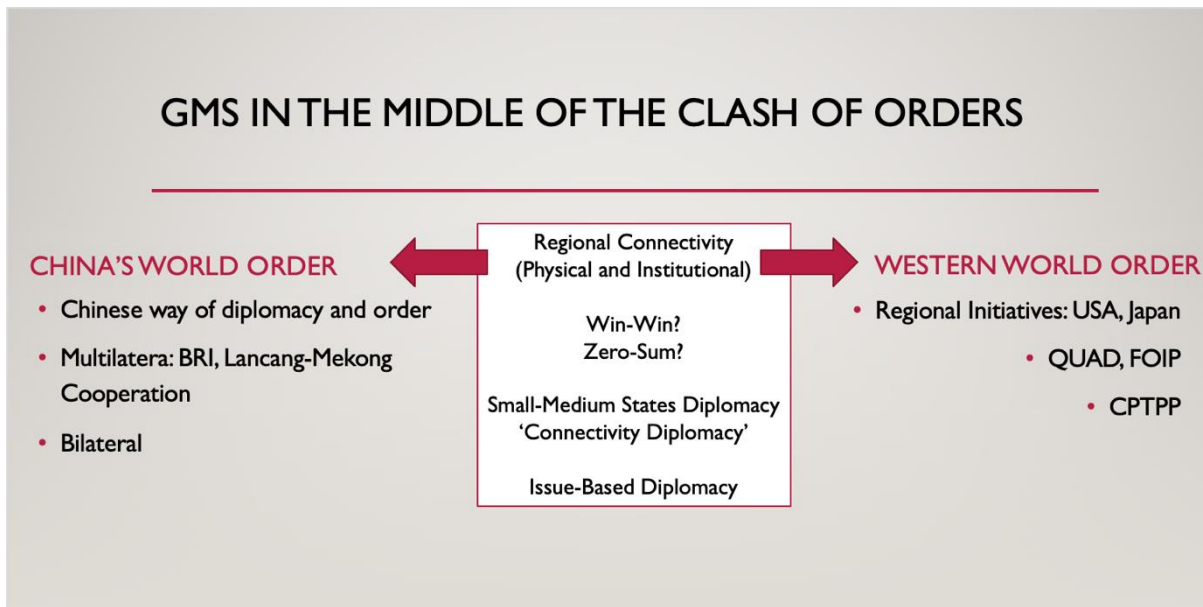 GMS IN THE MIDDLE OF THE CLASH OF ORDERS
CHINA'S WORLD ORDER
• Chinese way of diplomacy and order
• Multilatera: BRI, Lancang-Mekong
Cooperation
• Bilateral
Regional Connectivity
(Physical and Institutional)
Win-Win?
Zero-Sum?
Small-Medium States Diplomacy
‘Connectivity Diplomacy’
Issue-Based Diplomacy
WESTERN WORLD ORDER
• Regional Initiatives: USA, Japan
• QUAD, FOIP
• CPTPP